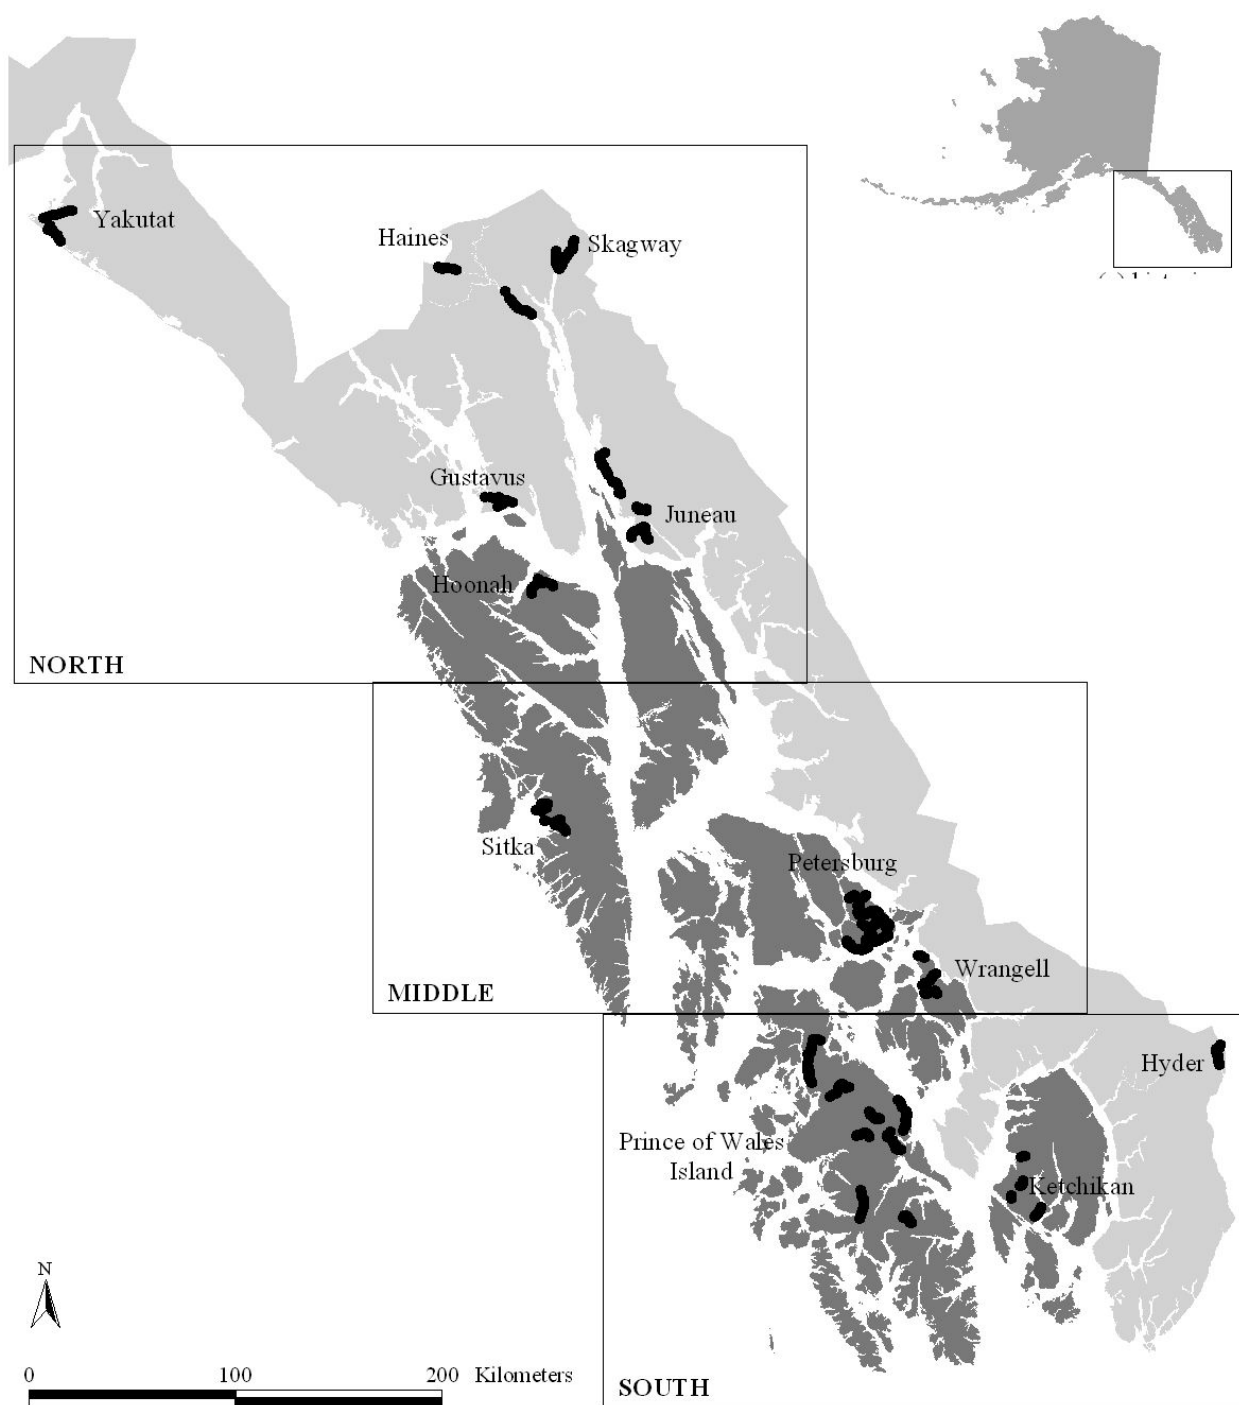 Yakutat
Haines
Skagway
Gustavus
Juneau
Hoonah
NORTH
Sitka
Petersburg
Wrangell
MIDDLE
Hyder
Prince of Wales
Island
Ketchikan
N
0 100 200 Kilometers
SOUTH